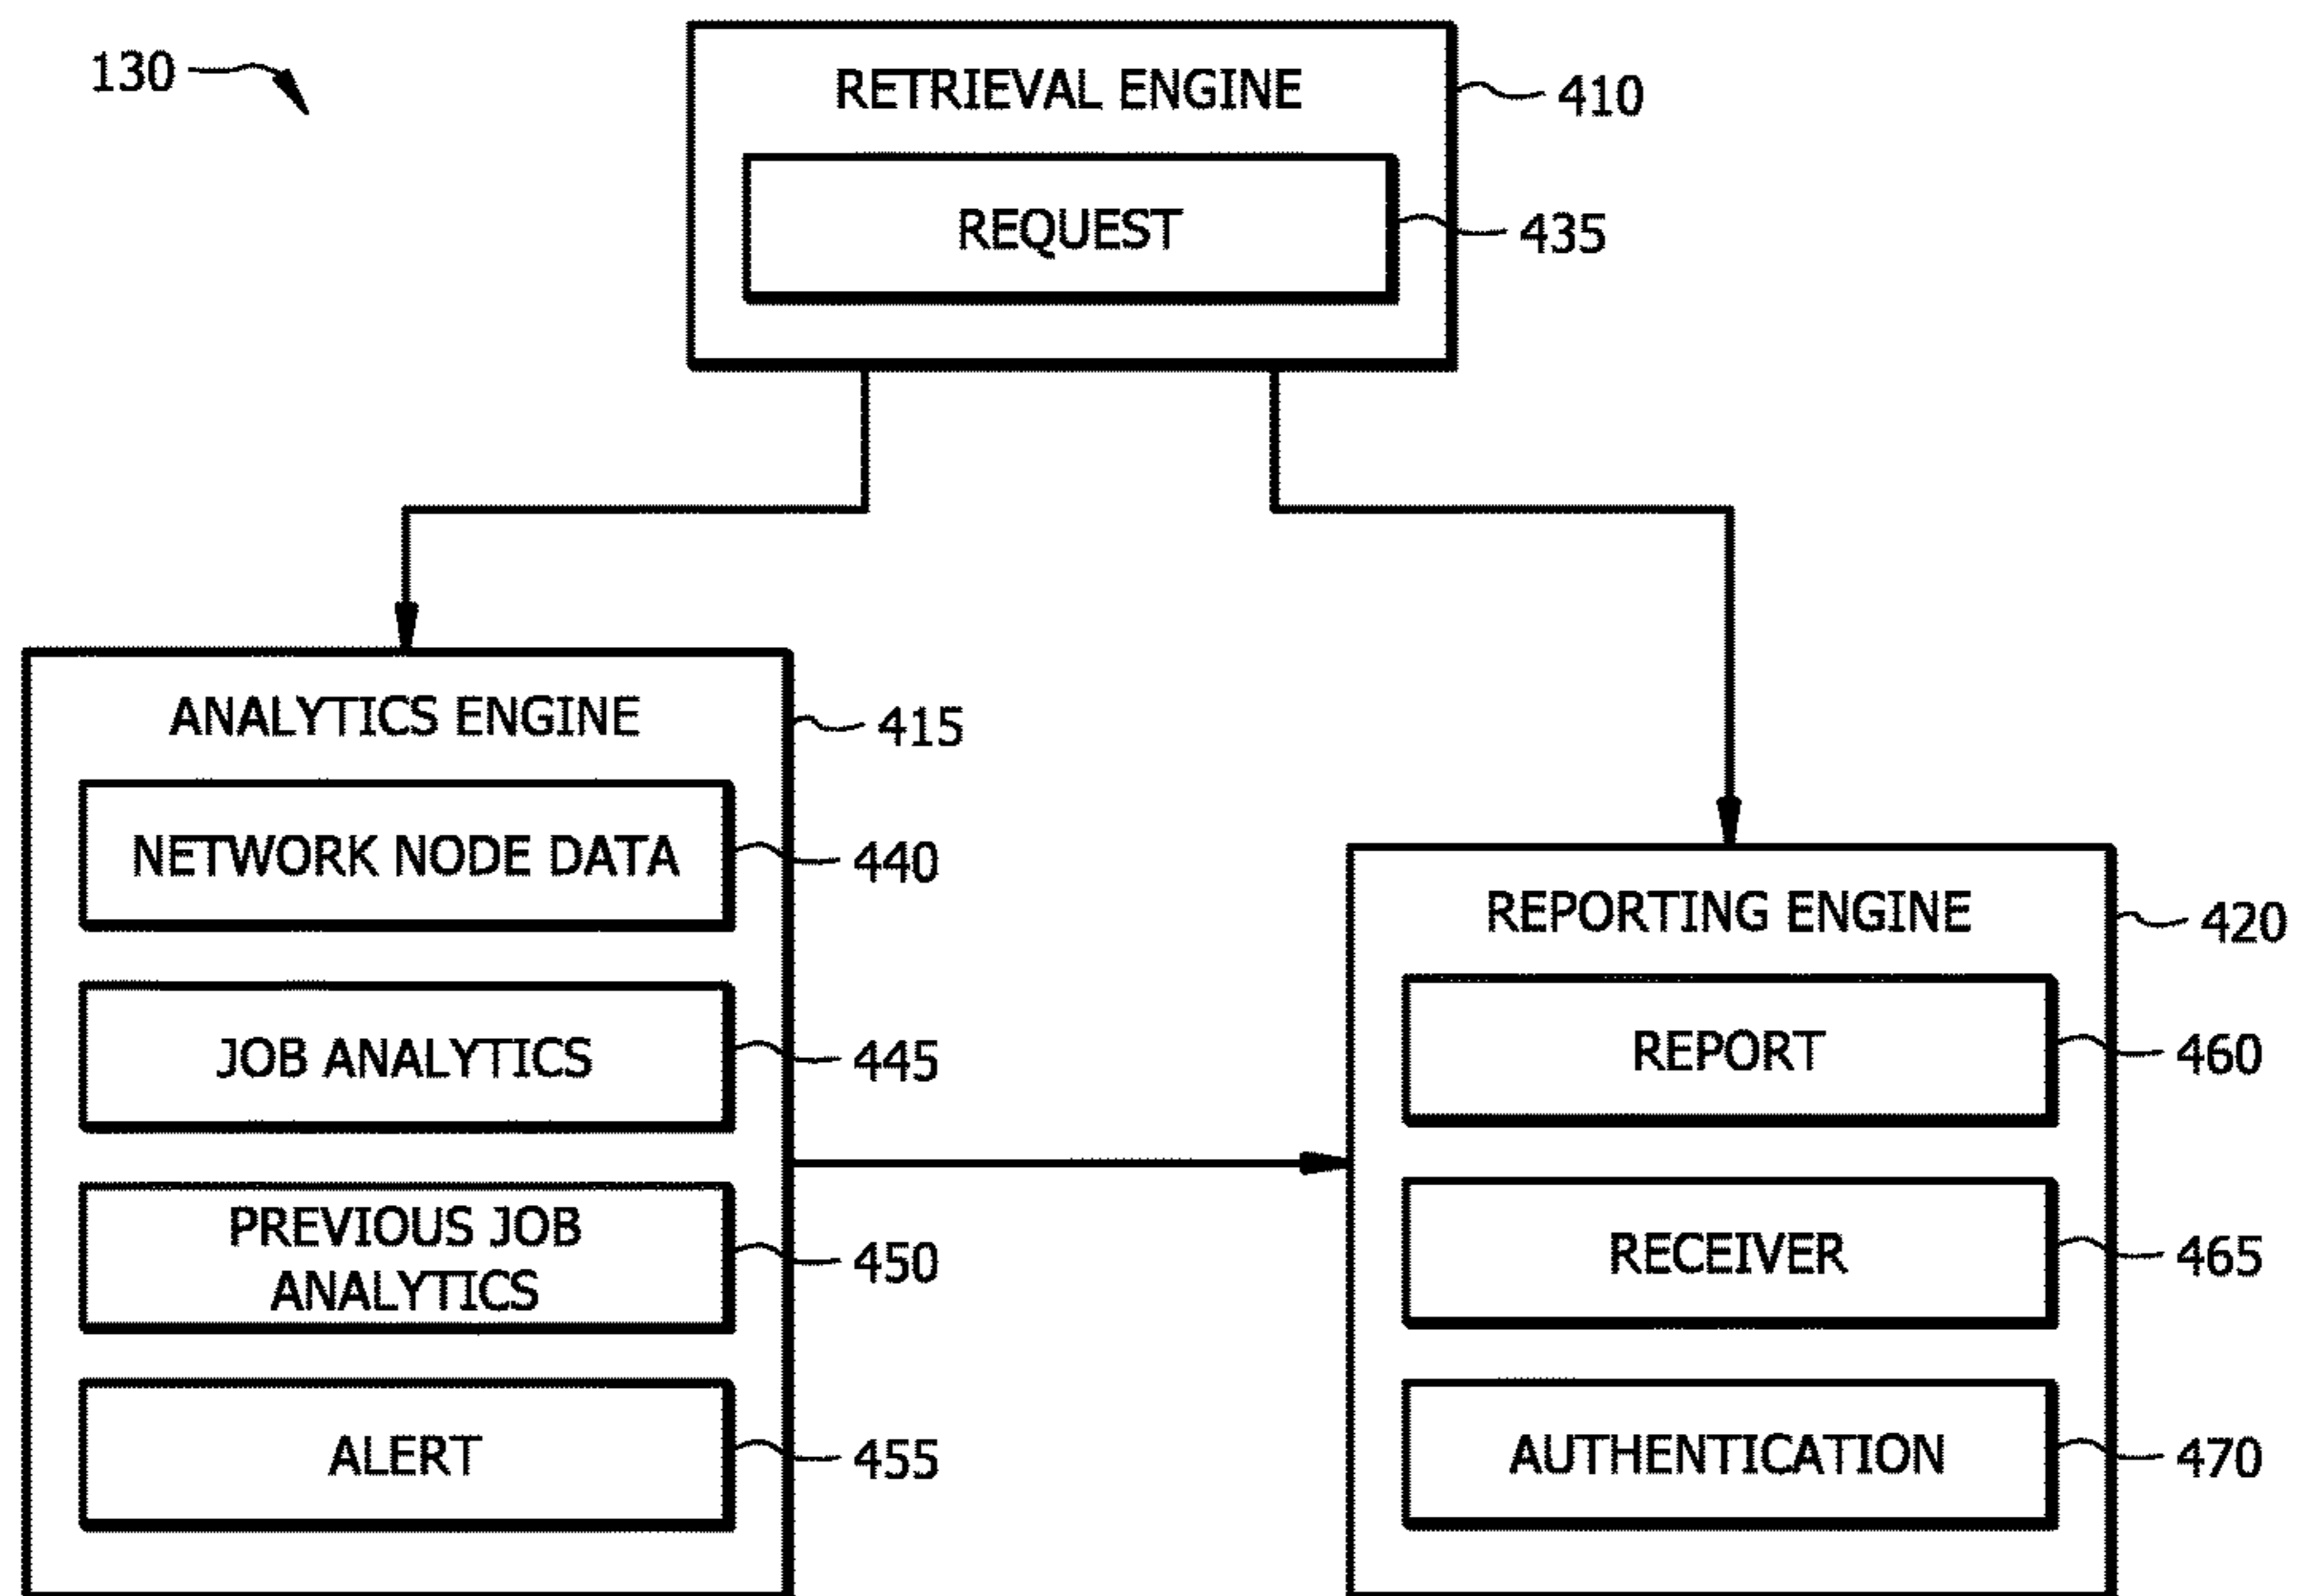 130
RETRIEVAL ENGINE
410
REQUEST
435
ANALYTICS ENGINE
415
NETWORK NODE DATA
440
JOB ANALYTICS
445
PREVIOUS JOB
ANALYTICS
450
ALERT
455
REPORTING ENGINE
420
REPORT
460
RECEIVER
465
AUTHENTICATION
470